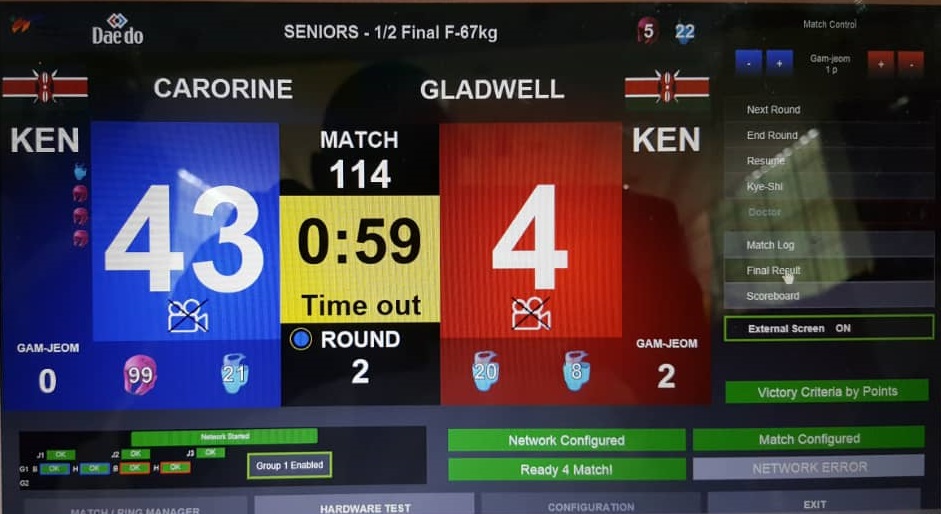 Daedo
SENIORS - 1/2 Final F-67kg
5 22
Match Control
- +
Gam-jeom
1 p
+ -
CARORINE
GLADWELL
KEN
KEN
MATCH
114
43
0:59
4
Time out
ROUND
2
GAM-JEOM
0
99
21
20
8
GAM-JEOM
2
Next Round
End Round
Resume
Kye-Shi
Doctor
Match Log
Final Result
Scoreboard
External Screen ON
Victory Criteria by Points
Network Started
J1 OK J2 OK J3 OK
G1 B OK H OK B OK H OK
G2
Group 1 Enabled
Network Configured
Match Configured
Ready 4 Match!
NETWORK ERROR
MATCH / RING MANAGER
HARDWARE TEST
CONFIGURATION
EXIT